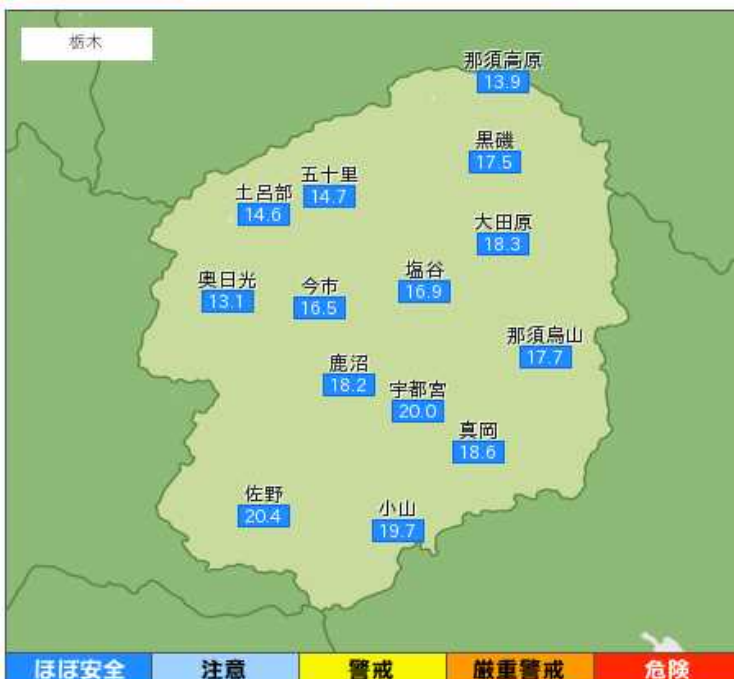 栃木
那須高原
13.9
黒磯
17.5
五十里
14.7
土呂部
14.6
大田原
18.3
塩谷
16.9
奥日光
13.1
今市
16.5
那須烏山
17.7
鹿沼
18.2
宇都宮
20.0
真岡
18.6
佐野
20.4
小山
19.7
ほぼ安全 注意 警戒 厳重警戒 危険